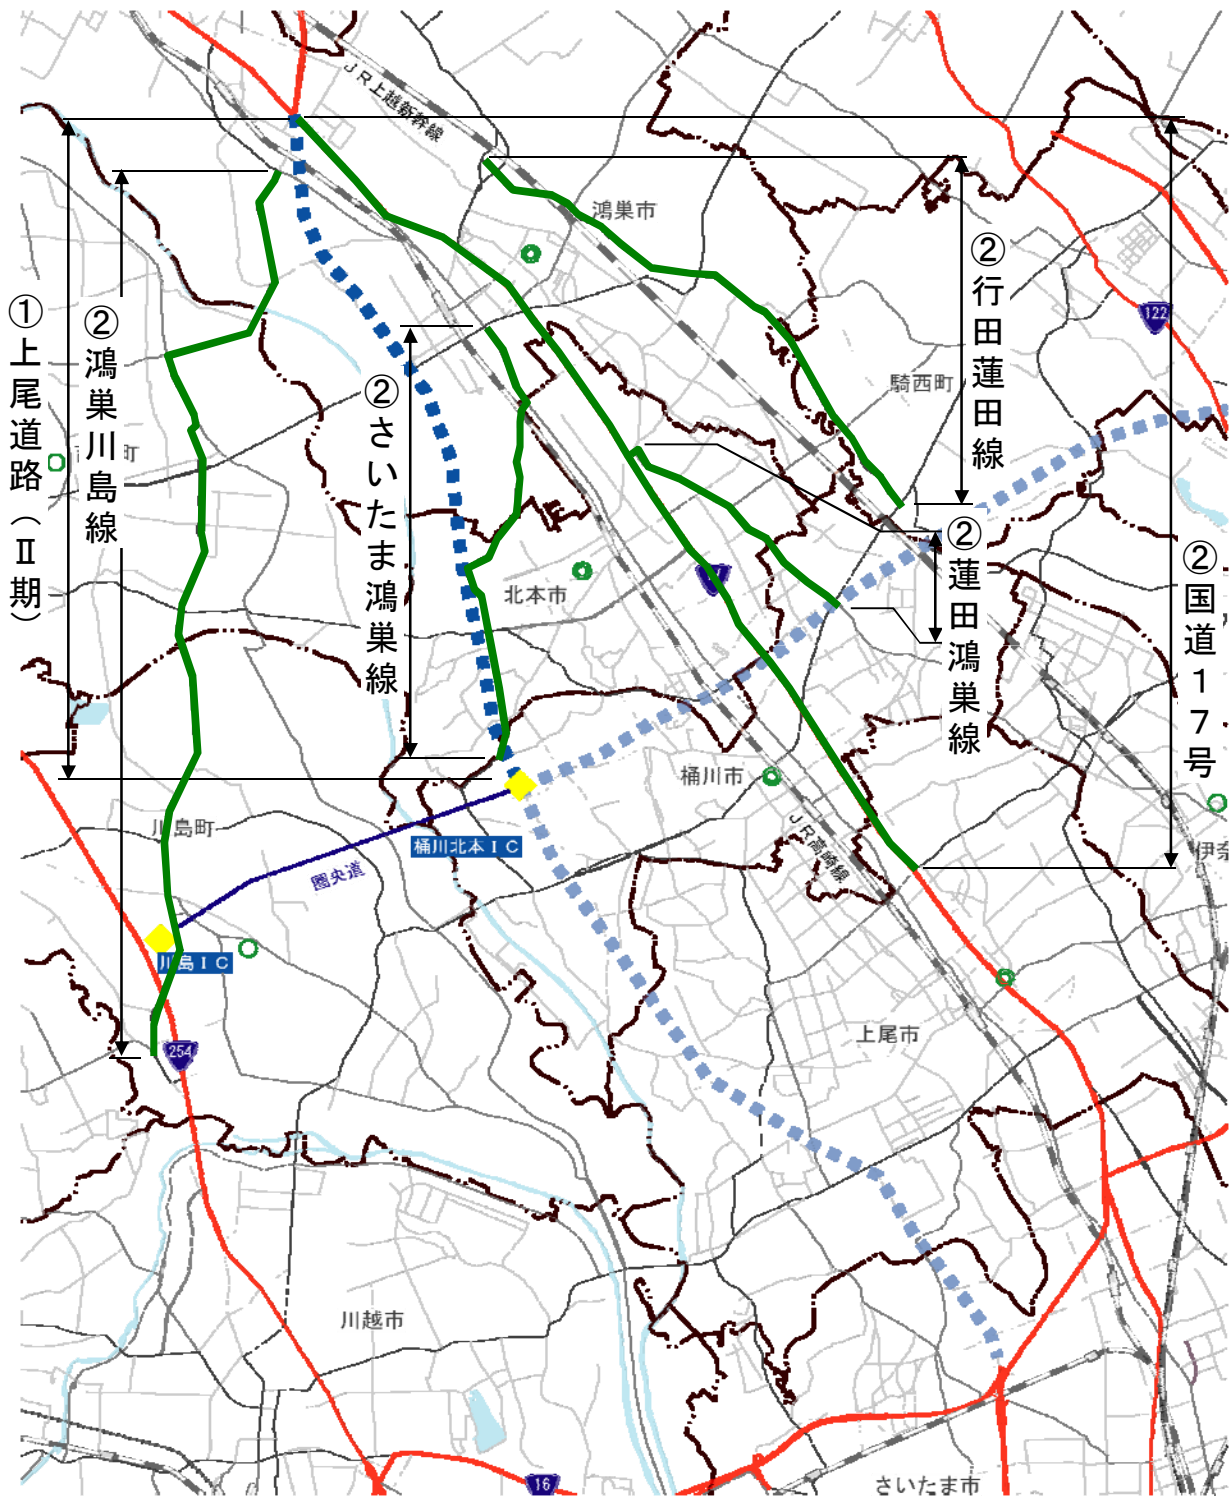 JR上越新幹線
鴻巣市
②行田蓮田線
122
①上尾道路（Ⅱ期）
②鴻巣川島線
②さいたま鴻巣線
騎西町
町
②蓮田鴻巣線
②国道17号
北本市
桶川市
川島町
桶川北本IC
JR高崎線
圏央道
伊奈
川島IC
上尾市
254
川越市
16
さいたま市